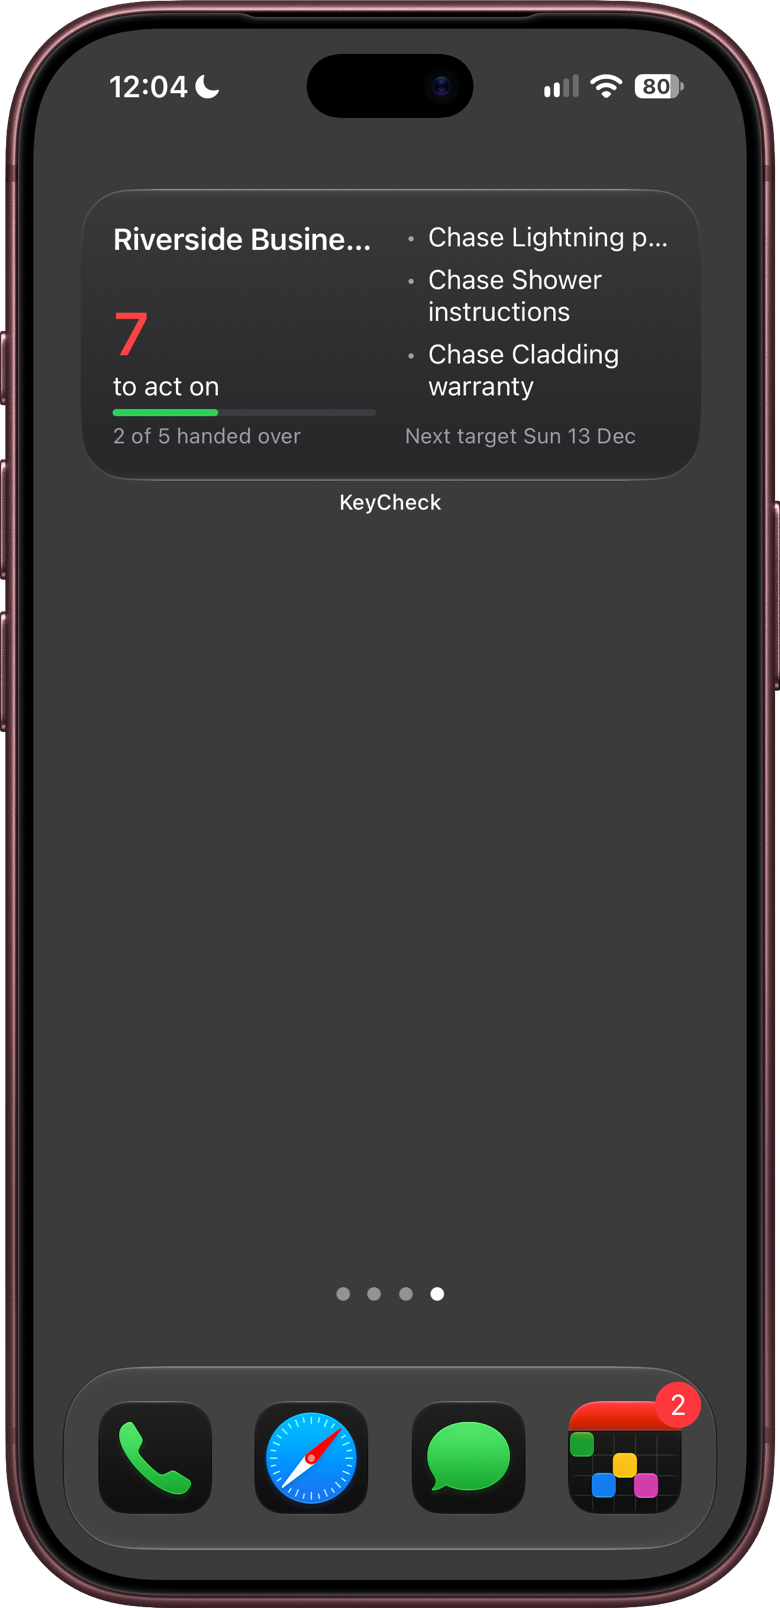 12:04
80
Riverside Busine...
7
to act on
2 of 5 handed over
• Chase Lightning p...
• Chase Shower
instructions
• Chase Cladding
warranty
Next target Sun 13 Dec
KeyCheck
2